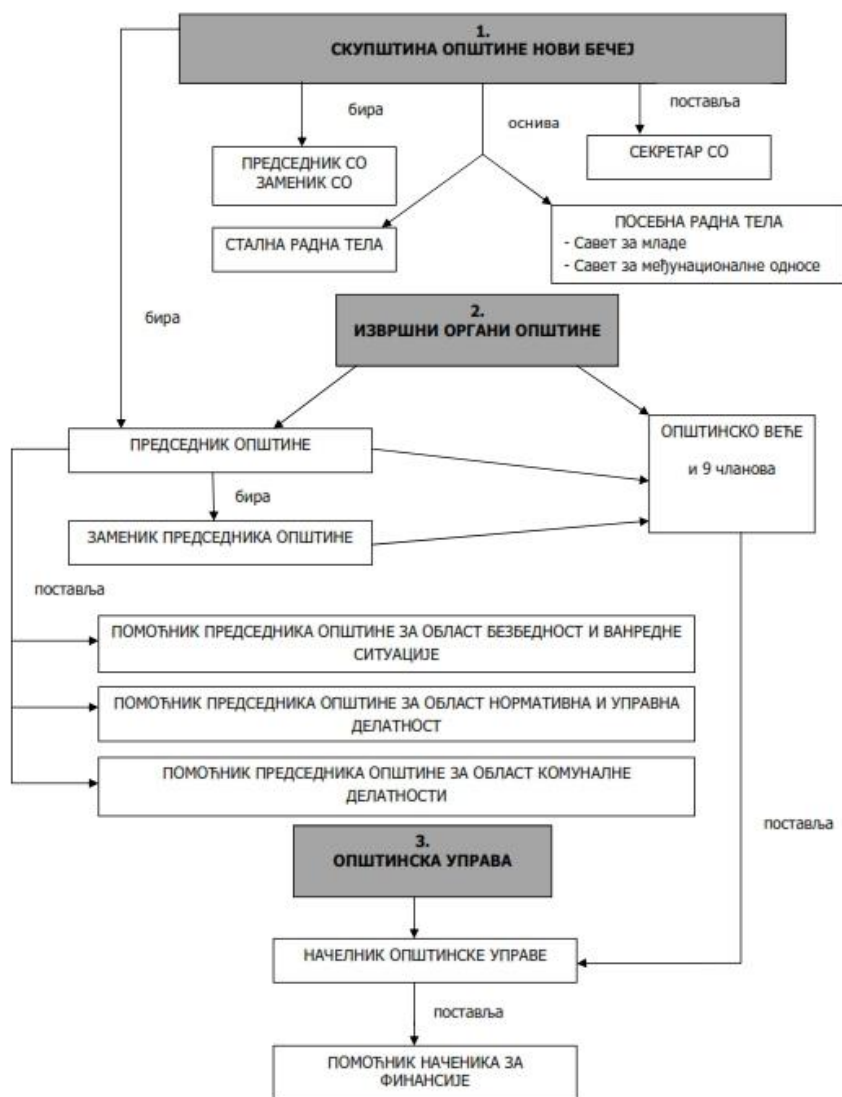 1.
СКУПШТИНА ОПШТИНЕ НОВИ БЕЧЕЈ
бира
оснива
поставља
ПРЕДСЕДНИК СО
ЗАМЕНИК СО
СЕКРЕТАР СО
СТАЛНА РАДНА ТЕЛА
ПОСЕБНА РАДНА ТЕЛА
- Савет за младе
- Савет за међунационалне односе
бира
2.
ИЗВРШНИ ОРГАНИ ОПШТИНЕ
ПРЕДСЕДНИК ОПШТИНЕ
ОПШТИНСКО ВЕЋЕ
и 9 чланова
бира
ЗАМЕНИК ПРЕДСЕДНИКА ОПШТИНЕ
поставља
ПОМОЋНИК ПРЕДСЕДНИКА ОПШТИНЕ ЗА ОБЛАСТ БЕЗБЕДНОСТ И ВАНРЕДНЕ
СИТУАЦИЈЕ
ПОМОЋНИК ПРЕДСЕДНИКА ОПШТИНЕ ЗА ОБЛАСТ НОРМАТИВНА И УПРАВНА
ДЕЛАТНОСТ
ПОМОЋНИК ПРЕДСЕДНИКА ОПШТИНЕ ЗА ОБЛАСТ КОМУНАЛНЕ
ДЕЛАТНОСТИ
поставља
3.
ОПШТИНСКА УПРАВА
НАЧЕЛНИК ОПШТИНСКЕ УПРАВЕ
поставља
ПОМОЋНИК НАЧЕНИКА ЗА
ФИНАНСИЈЕ